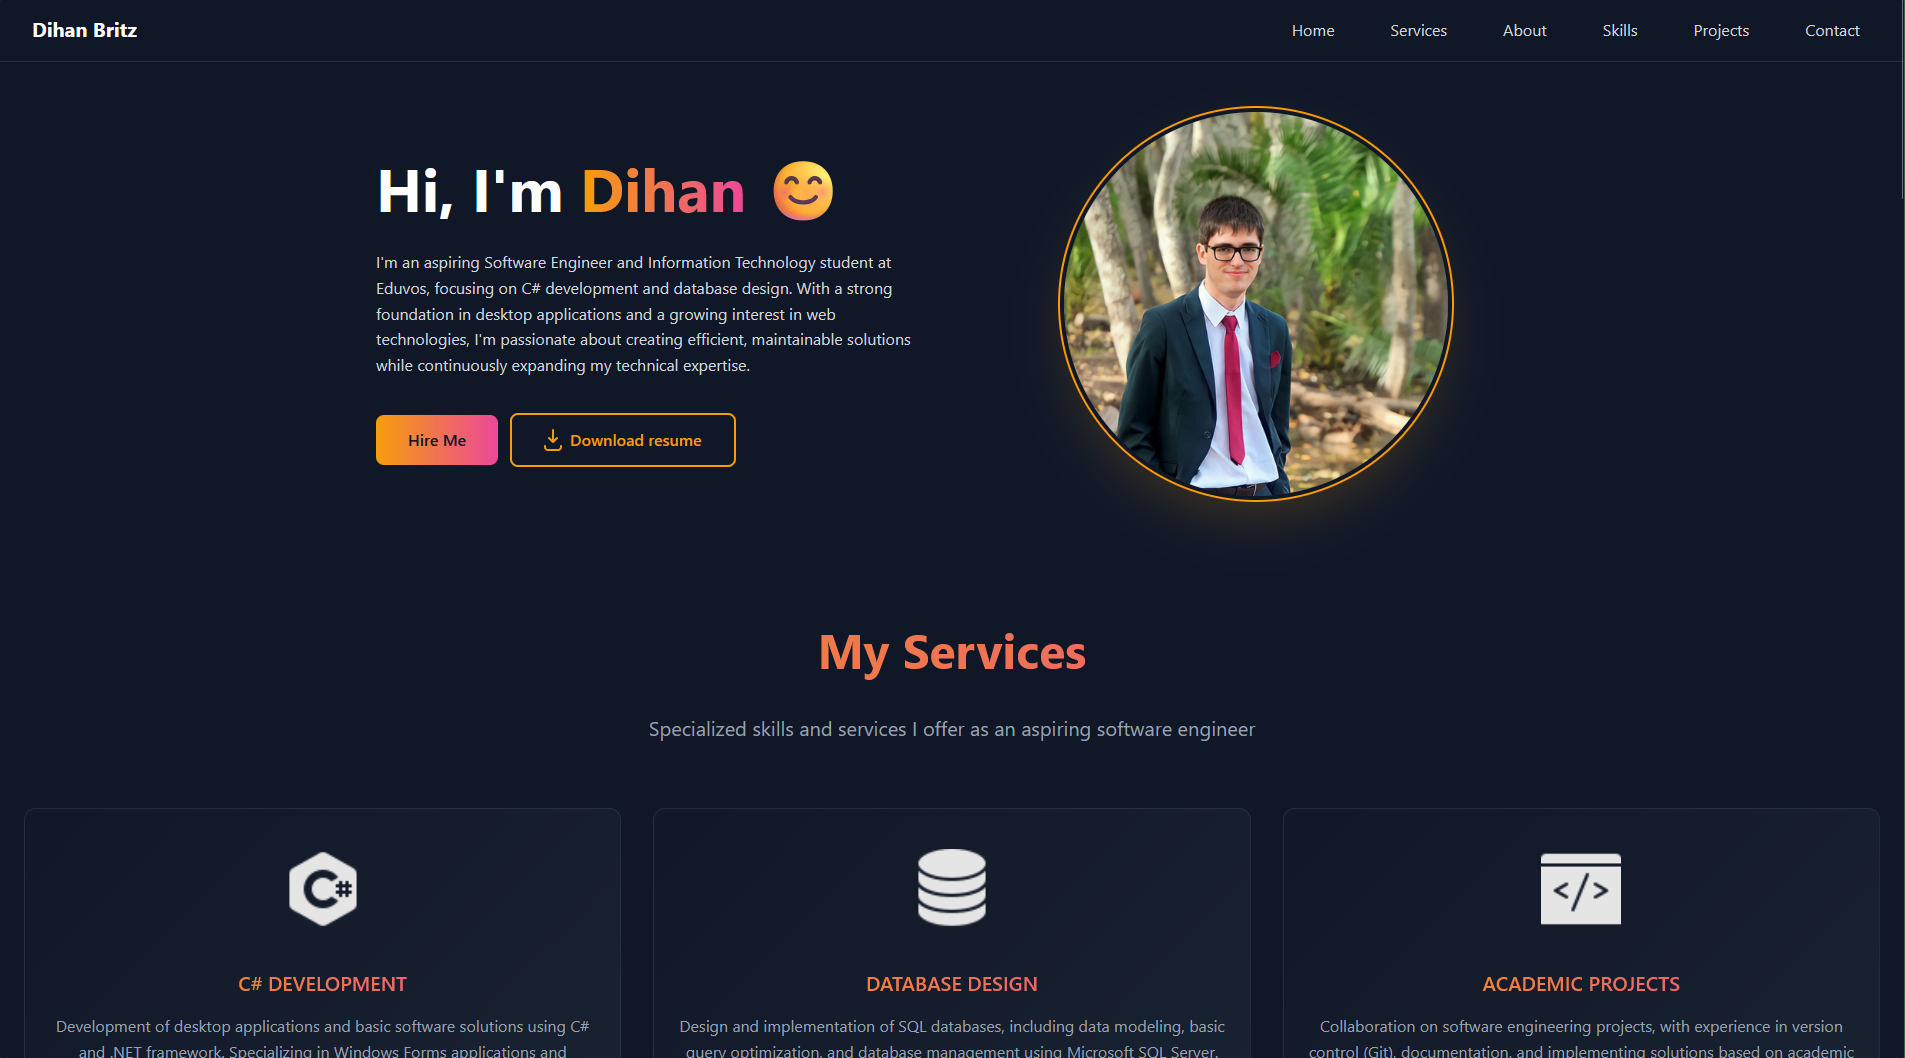 Dihan Britz
Home
Services
About
Skills
Projects
Contact
Hi, I'm Dihan 😊
I'm an aspiring Software Engineer and Information Technology student at
Eduvos, focusing on C# development and database design. With a strong
foundation in desktop applications and a growing interest in web
technologies, I'm passionate about creating efficient, maintainable solutions
while continuously expanding my technical expertise.
Hire Me
Download resume
My Services
Specialized skills and services I offer as an aspiring software engineer
C#
C# DEVELOPMENT
Development of desktop applications and basic software solutions using C#
and .NET framework. Specializing in Windows Forms applications and
DATABASE DESIGN
Design and implementation of SQL databases, including data modeling, basic
query optimization, and database management using Microsoft SQL Server.
</>
ACADEMIC PROJECTS
Collaboration on software engineering projects, with experience in version
control (Git), documentation, and implementing solutions based on academic